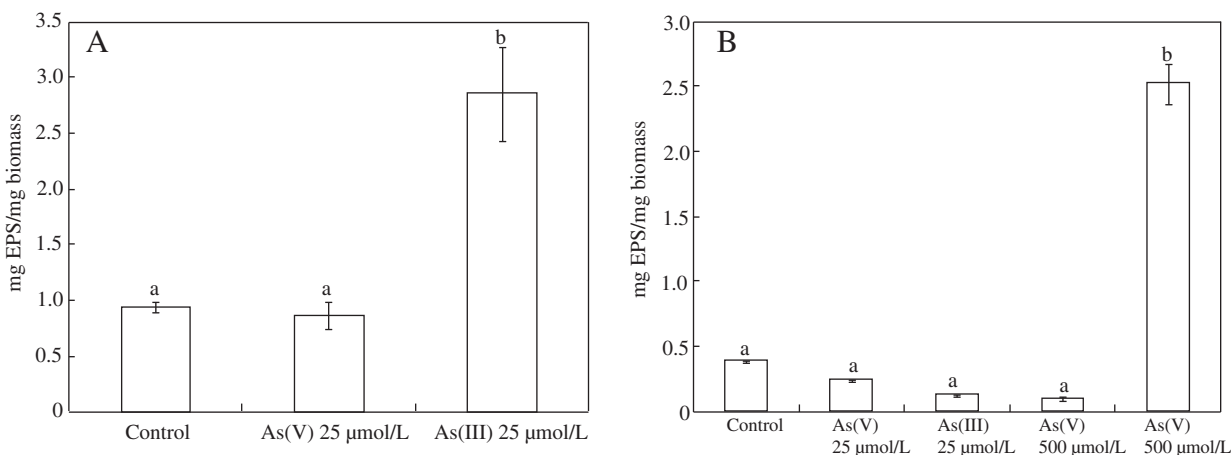 A
mg EPS/mg biomass
3.5
3.0
2.5
2.0
1.5
1.0
0.5
0
a
a
b
Control
As(V) 25 µmol/L
As(III) 25 µmol/L
B
mg EPS/mg biomass
3.0
2.5
2.0
1.5
1.0
0.5
0
a
a
a
a
b
Control
As(V)
25 µmol/L
As(III)
25 µmol/L
As(V)
500 µmol/L
As(V)
500 µmol/L